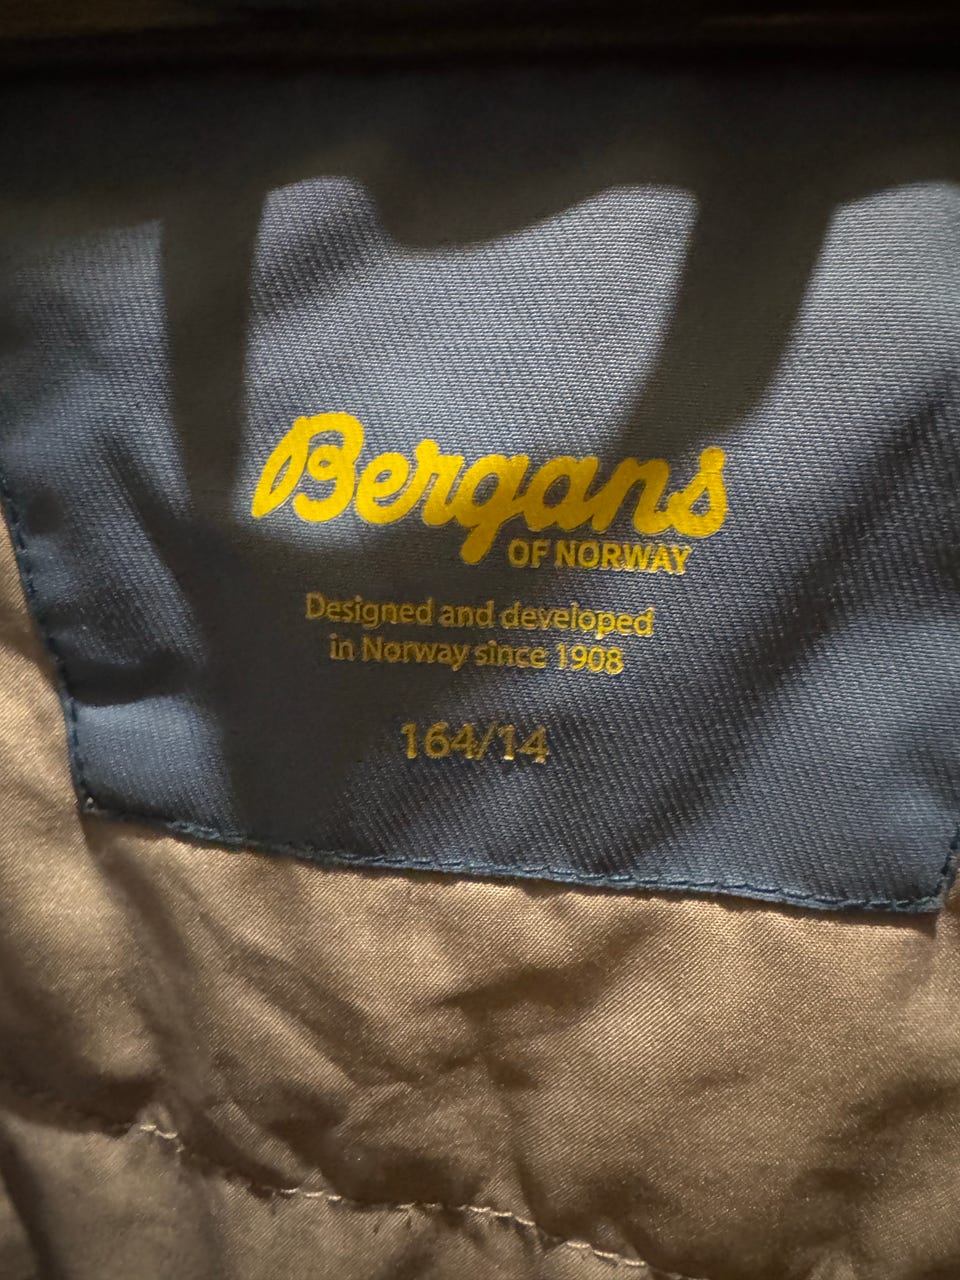 Bergans
OF NORWAY
Designed and developed
in Norway since 1908
164/14